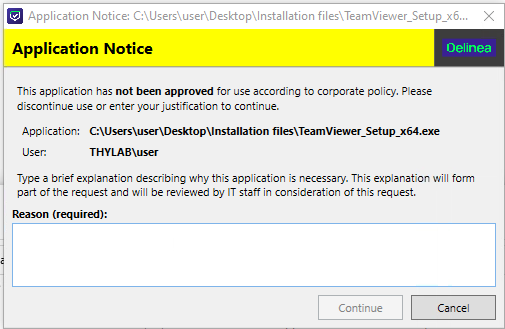 Application Notice: C:\Users\user\Desktop\Installation files\TeamViewer_Setup_x6...
Application Notice
Delinea
This application has not been approved for use according to corporate policy. Please
discontinue use or enter your justification to continue.
Application: C:\Users\user\Desktop\Installation files\TeamViewer_Setup_x64.exe
User: THYLAB\user
Type a brief explanation describing why this application is necessary. This explanation will form
part of the request and will be reviewed by IT staff in consideration of this request.
Reason (required):
Continue Cancel